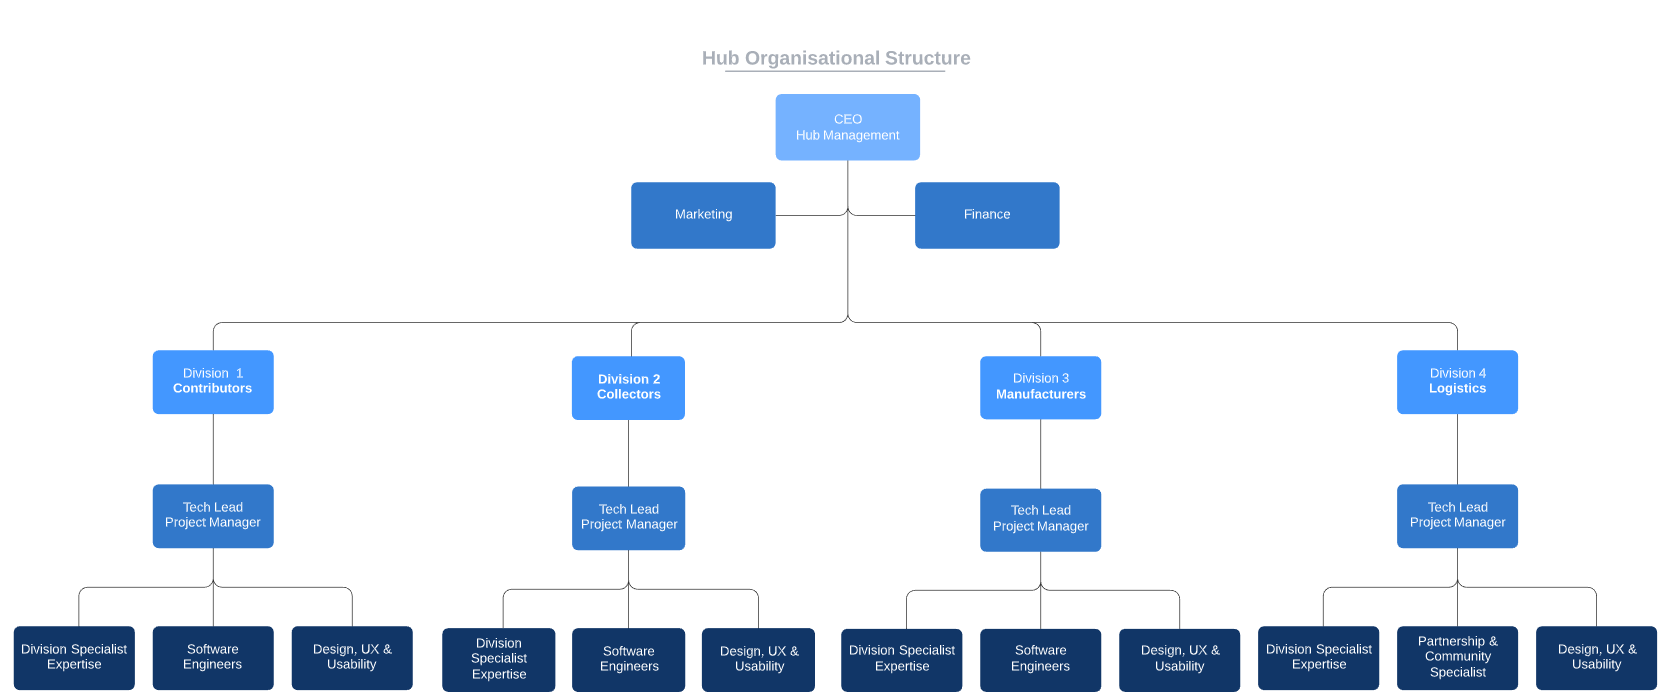 Hub Organisational Structure
CEO
Hub Management
Marketing
Finance
Division  1
Contributors
Division 2
Collectors
Division 3
Manufacturers
Division 4
Logistics
Tech Lead
Project Manager
Tech Lead
Project Manager
Tech Lead
Project Manager
Tech Lead
Project Manager
Division Specialist
Expertise
Software
Engineers
Design, UX &
Usability
Division
Specialist
Expertise
Software
Engineers
Design, UX &
Usability
Division Specialist
Expertise
Software
Engineers
Design, UX &
Usability
Division Specialist
Expertise
Partnership &
Community
Specialist
Design, UX &
Usability